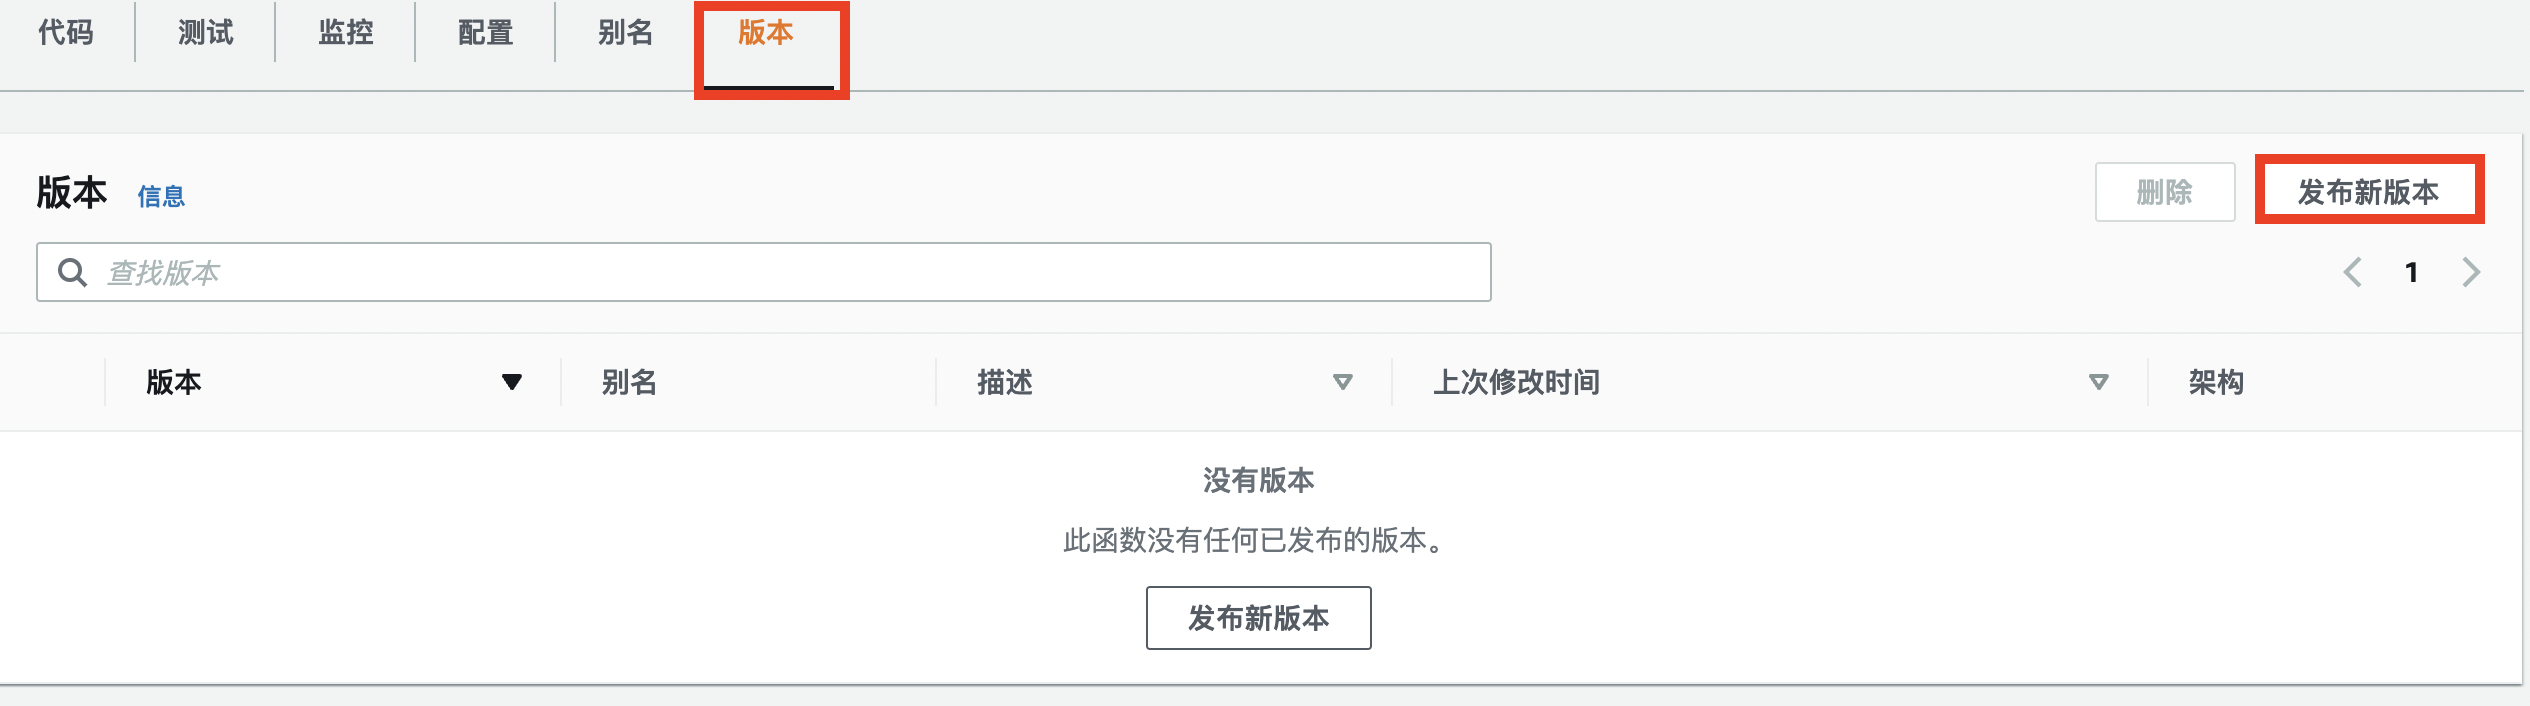 代码 测试 监控 配置 别名 版本
版本 信息 删除 发布新版本
查找版本 1
版本 别名 描述 上次修改时间 架构
没有版本
此函数没有任何已发布的版本。
发布新版本